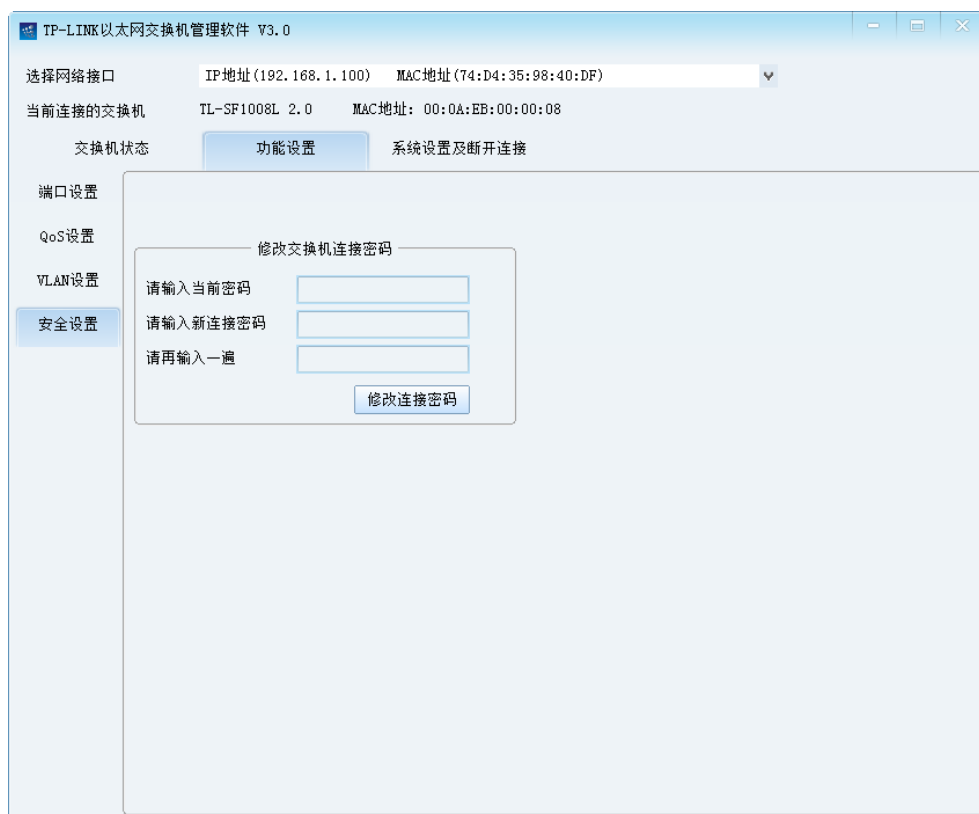 TP-LINK以太网交换机管理软件 V3.0
选择网络接口 IP地址(192.168.1.100) MAC地址(74:D4:35:98:40:DF)
当前连接的交换机 TL-SF1008L 2.0 MAC地址: 00:0A:EB:00:00:08
交换机状态 功能设置 系统设置及断开连接
端口设置
QoS设置
VLAN设置
安全设置
修改交换机连接密码
请输入当前密码
请输入新连接密码
请再输入一遍
修改连接密码